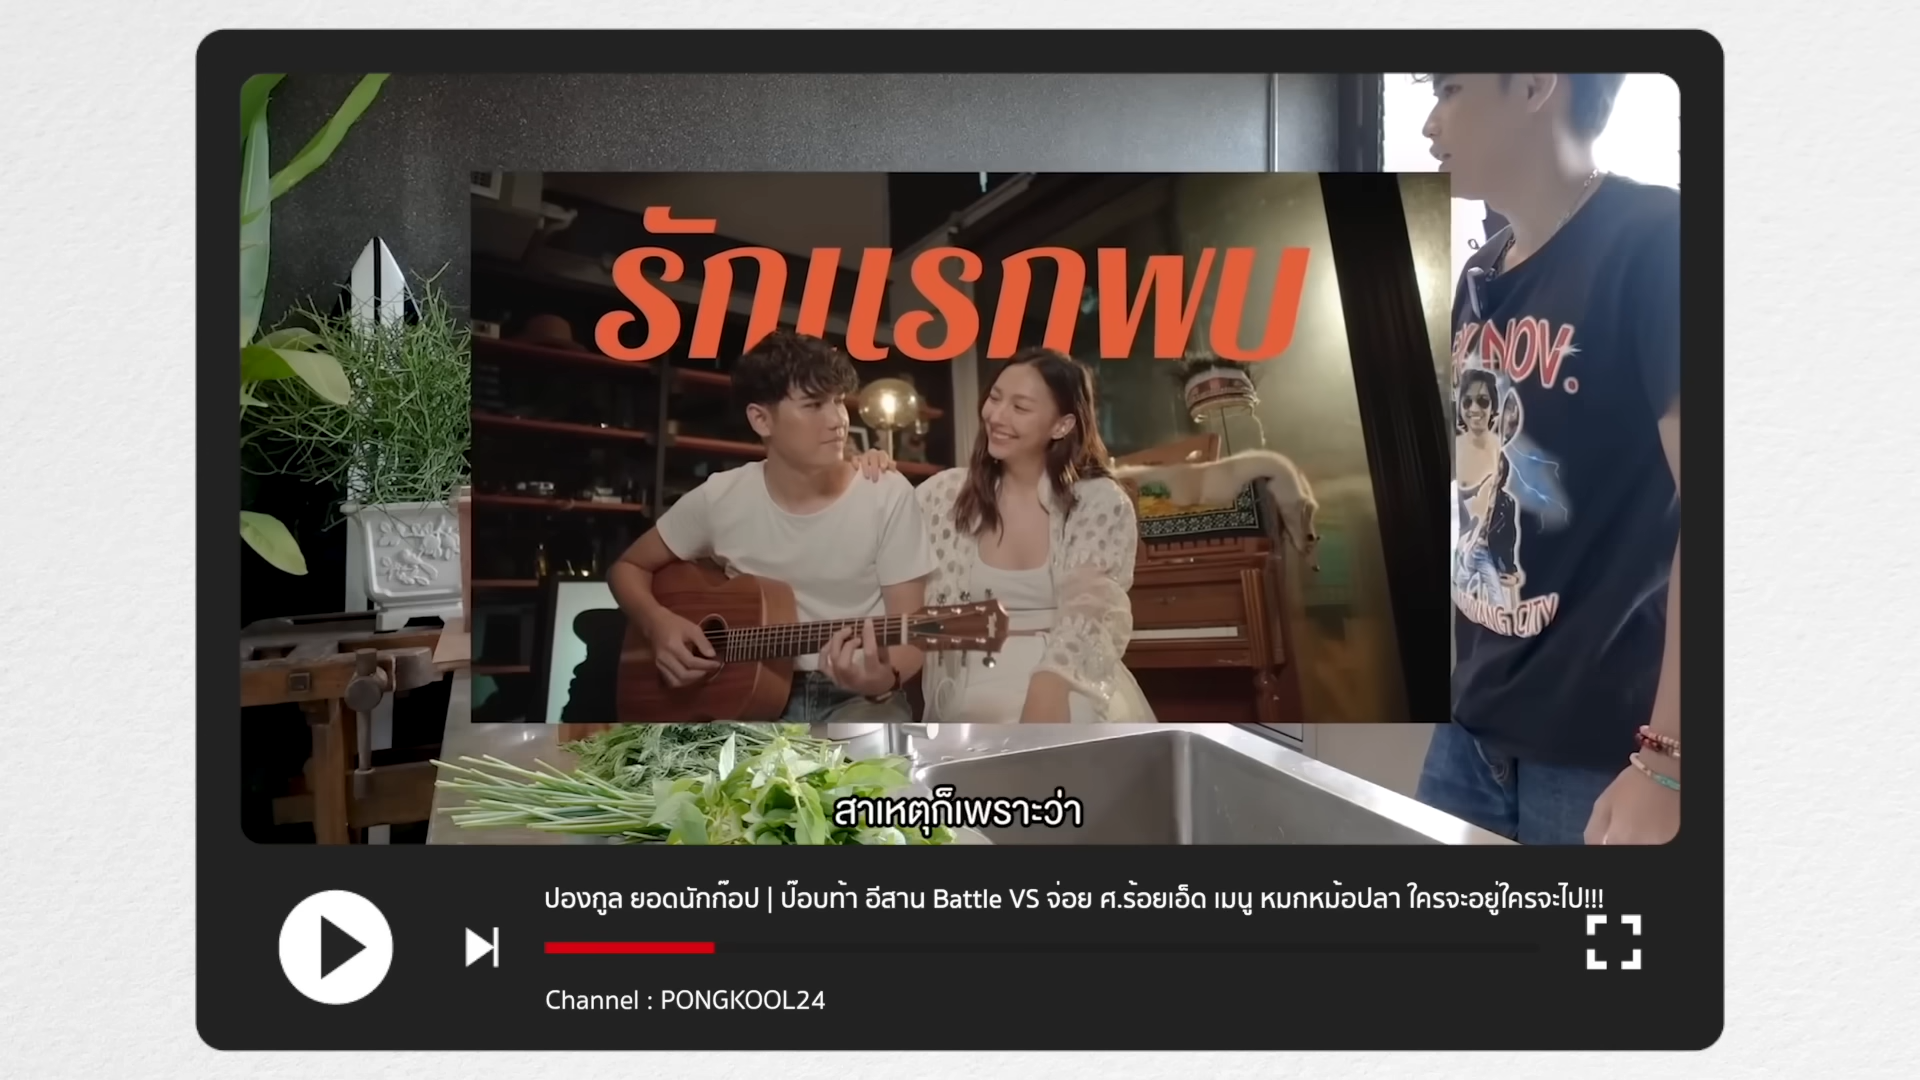 รักแรกพบ
NOV.
CITY
สาเหตุก็เพราะว่า
ปองกูล ยอดนักก๊อป | ป๊อบท้า อีสาน Battle VS จ่อย ศ.ร้อยเอ็ด เมนู หมกหม้อปลา ใครจะอยู่ใครจะไป!!!
Channel : PONGKOOL24